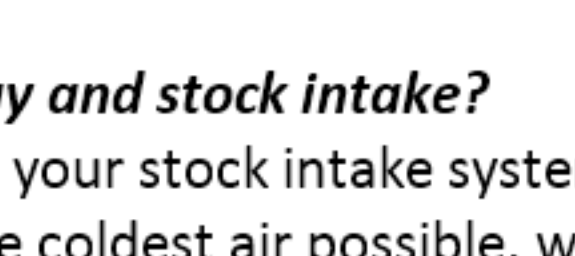 y and stock intake?
your stock intake syste
e coldest air possible, w